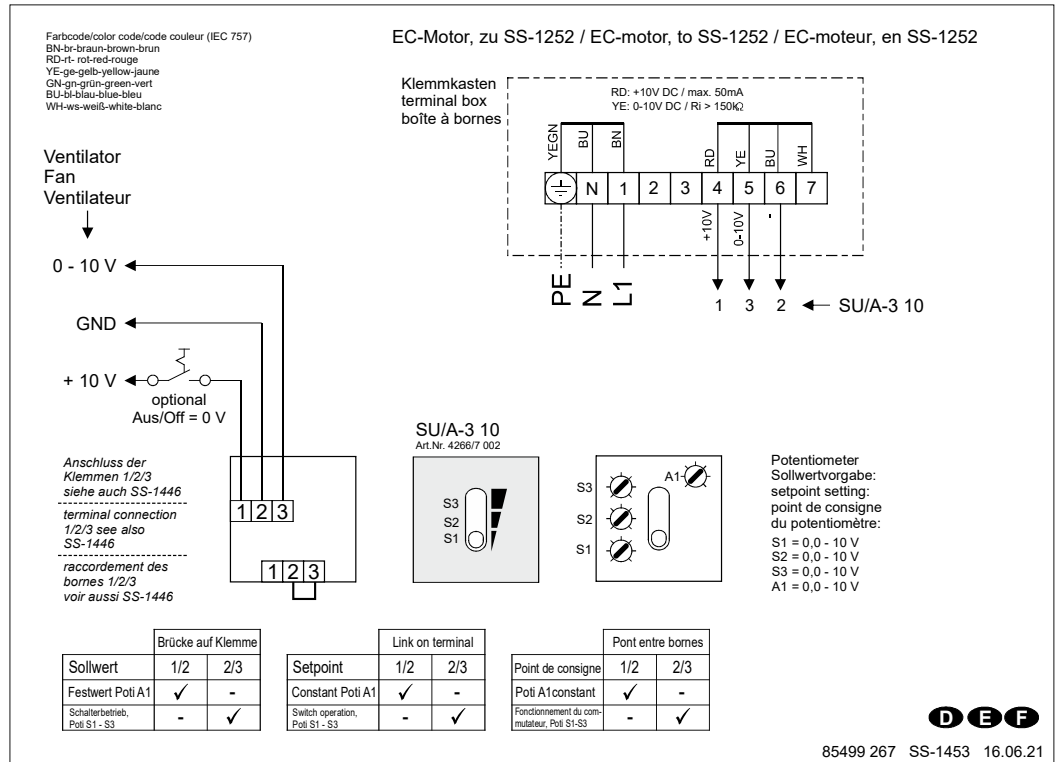 Farbcode/color code/code couleur (IEC 757)
BN-br-braun-brown-brun
RD-rt- rot-red-rouge
YE-ge-gelb-yellow-jaune
GN-gn-grün-green-vert
BU-bl-blau-blue-bleu
WH-ws-weiß-white-blanc
EC-Motor, zu SS-1252 / EC-motor, to SS-1252 / EC-moteur, en SS-1252
Klemmkasten
terminal box
boîte à bornes
RD: +10V DC / max. 50mA
YE: 0-10V DC / Ri > 150kΩ
YEGN BU BN RD YE BU WH
N 1 2 3 4 5 6 7
+10V 0-10V -
PE N L1
1 3 2 SU/A-3 10
Ventilator
Fan
Ventilateur
0 - 10 V
GND
+ 10 V
optional
Aus/Off = 0 V
Anschluss der
Klemmen 1/2/3
siehe auch SS-1446
terminal connection
1/2/3 see also
SS-1446
raccordement des
bornes 1/2/3
voir aussi SS-1446
1 2 3
1 2 3
SU/A-3 10
Art.Nr. 4266/7 002
S3
S2
S1
A1
S3
S2
S1
Potentiometer
Sollwertvorgabe:
setpoint setting:
point de consigne
du potentiomètre:
S1 = 0,0 - 10 V
S2 = 0,0 - 10 V
S3 = 0,0 - 10 V
A1 = 0,0 - 10 V
Brücke auf Klemme
Sollwert 1/2 2/3
Festwert Poti A1 ✓ -
Schalterbetrieb,
Poti S1 - S3 - ✓
Link on terminal
Setpoint 1/2 2/3
Constant Poti A1 ✓ -
Switch operation,
Poti S1 - S3 - ✓
Pont entre bornes
Point de consigne 1/2 2/3
Poti A1constant ✓ -
Fonctionnement du com-
mutateur, Poti S1-S3 - ✓
D E F
85499 267 SS-1453 16.06.21